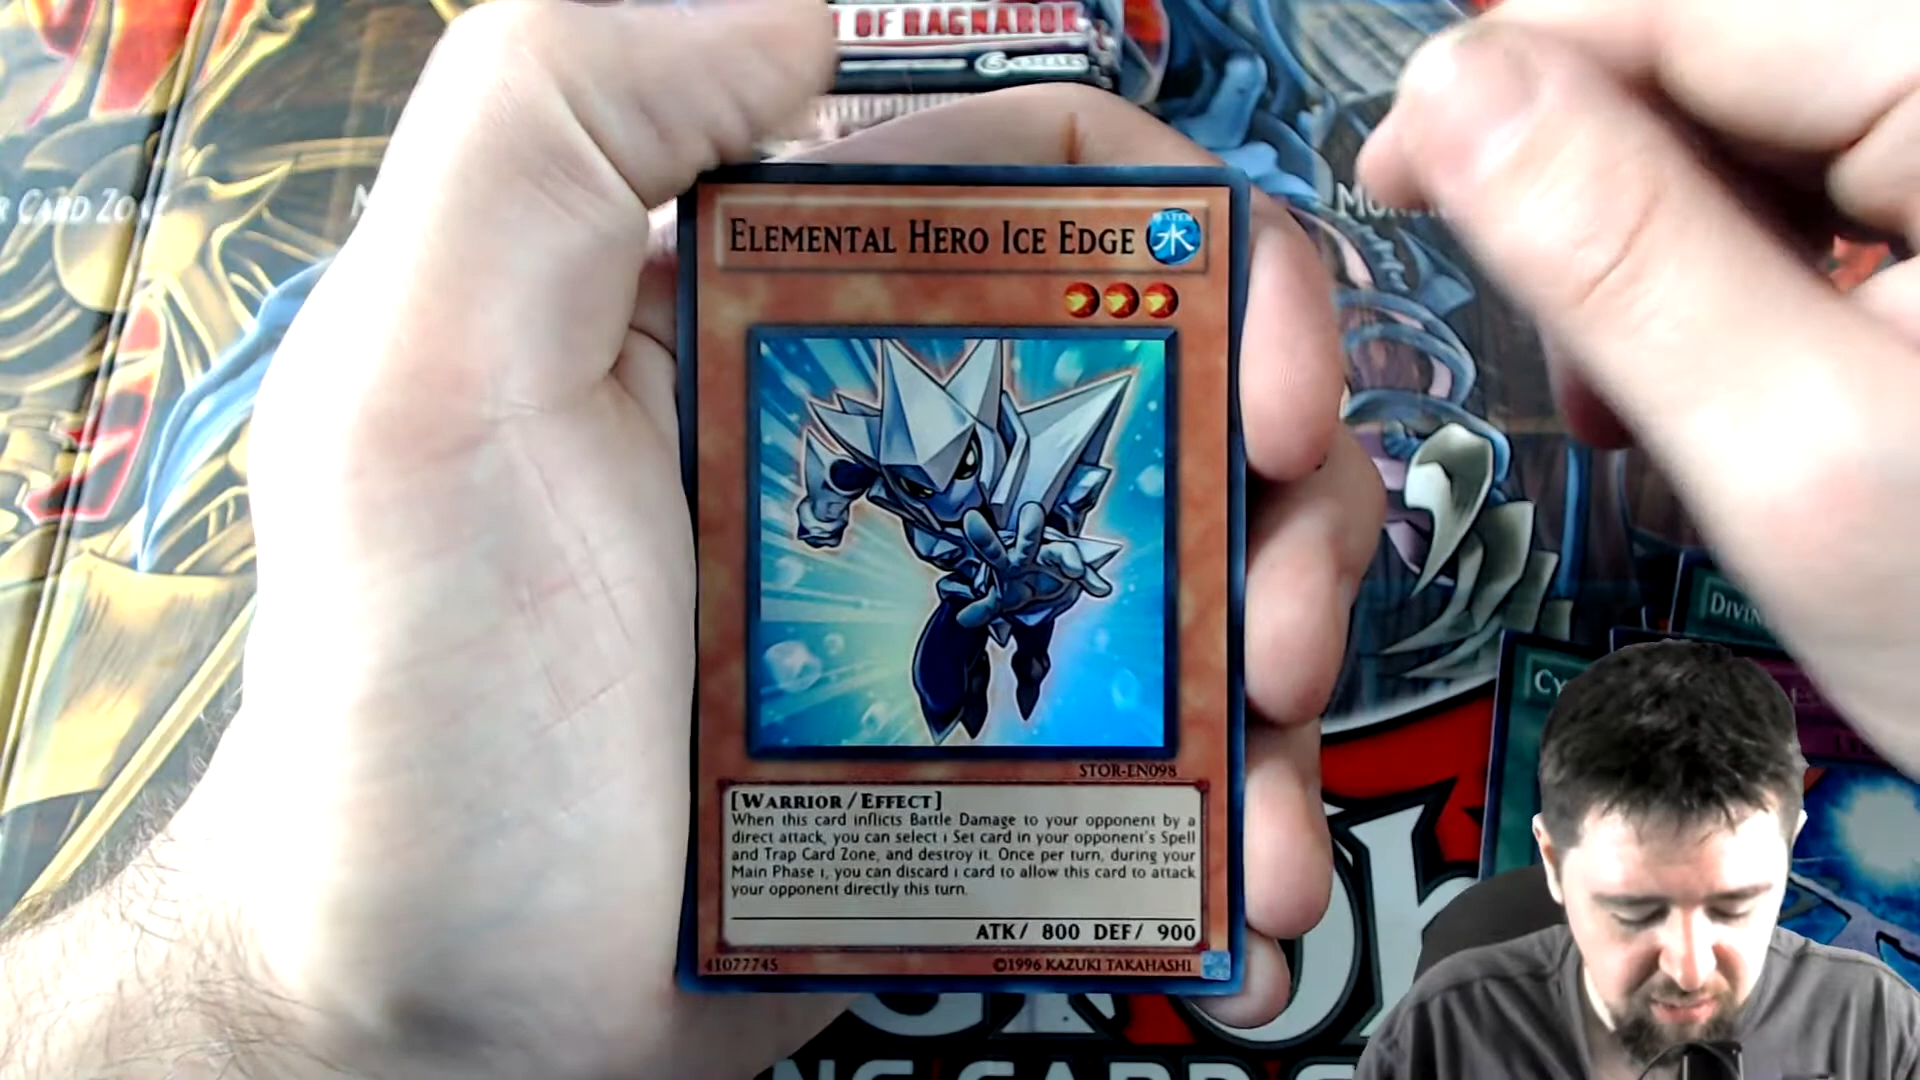 OF RAGNAROK
R CARD ZONE
ELEMENTAL HERO ICE EDGE
WATER
水
STOR-EN098
[WARRIOR/EFFECT]
When this card inflicts Battle Damage to your opponent by a
direct attack, you can select 1 Set card in your opponent's Spell
and Trap Card Zone, and destroy it. Once per turn, during your
Main Phase 1, you can discard 1 card to allow this card to attack
your opponent directly this turn.
ATK/ 800 DEF/ 900
41077745
©1996 KAZUKI TAKAHASHI
DIVIN
CY